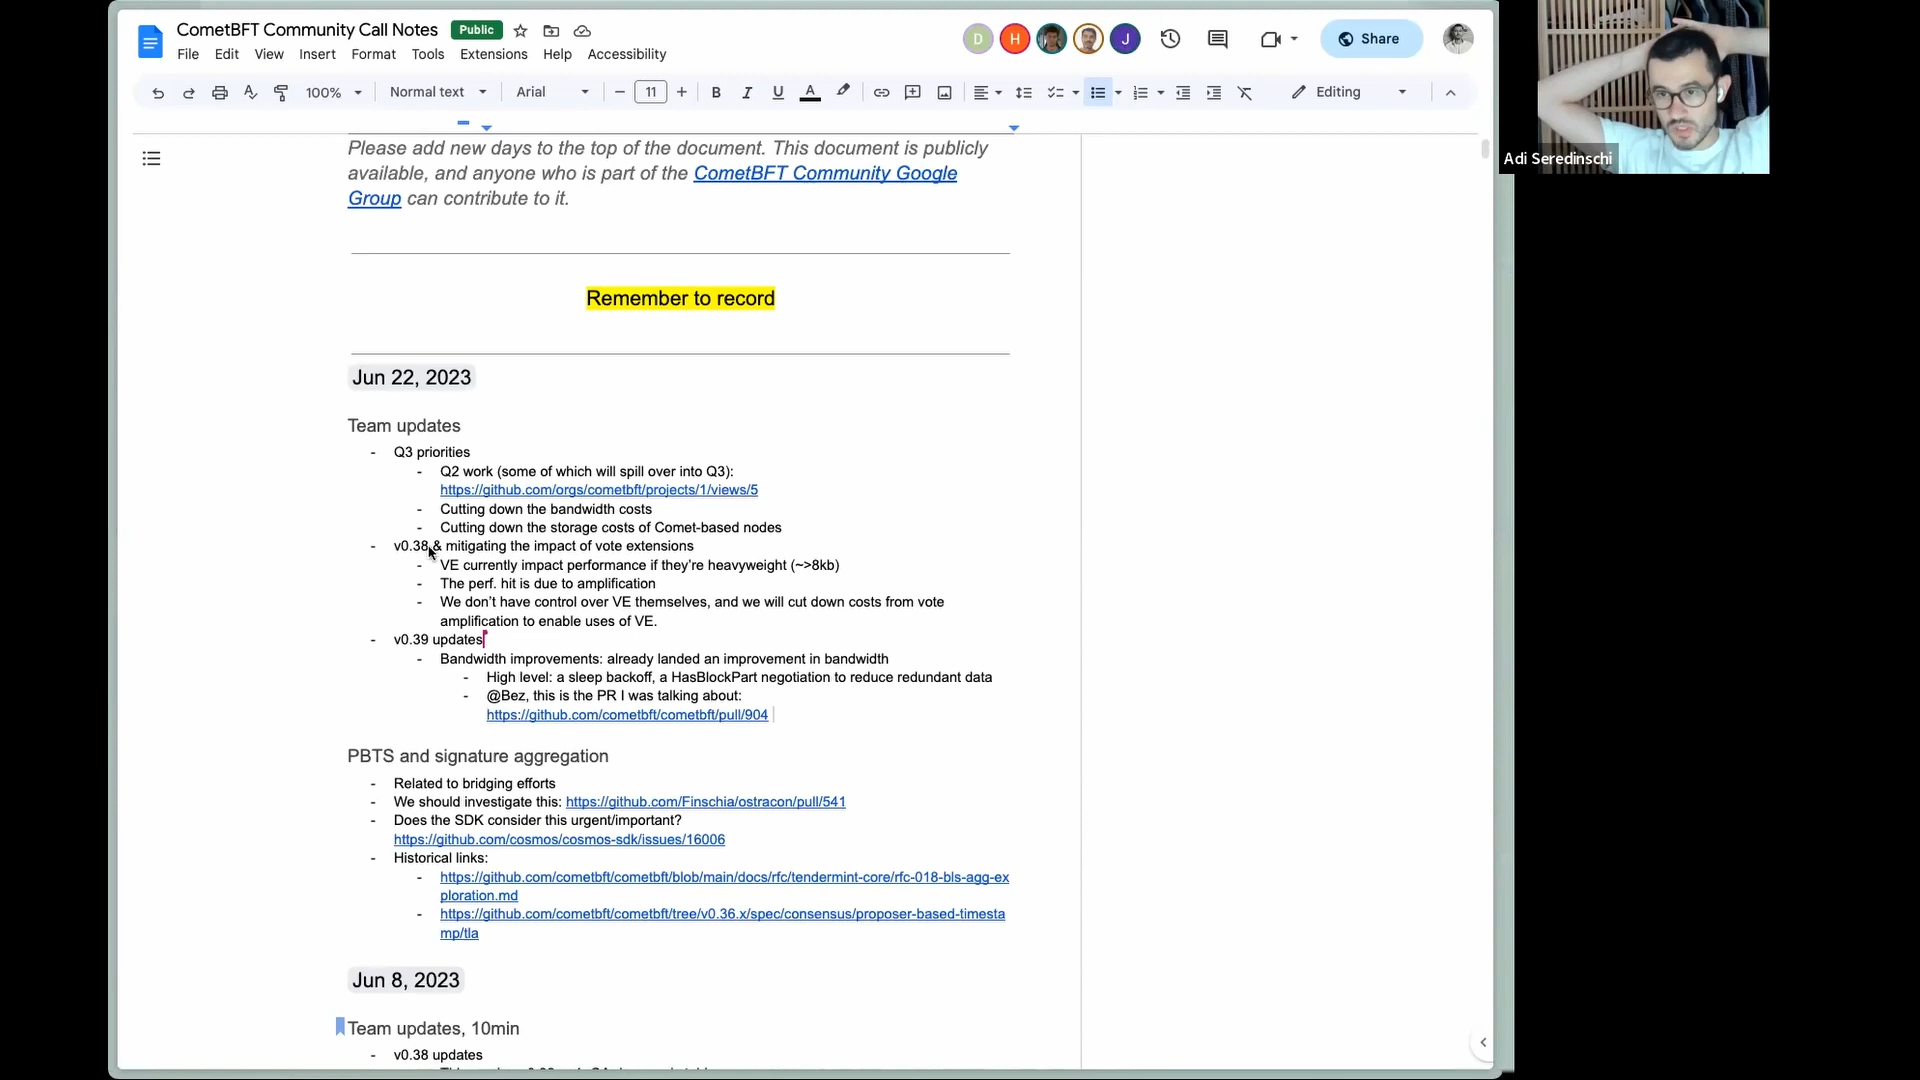 CometBFT Community Call Notes
Public
File Edit View Insert Format Tools Extensions Help Accessibility
D
H
J
Share
100%
Normal text
Arial
11
B
I
U
A
Editing
Please add new days to the top of the document. This document is publicly
available, and anyone who is part of the CometBFT Community Google
Group can contribute to it.
Remember to record
Jun 22, 2023
Team updates
- Q3 priorities
- Q2 work (some of which will spill over into Q3):
https://github.com/orgs/cometbft/projects/1/views/5
- Cutting down the bandwidth costs
- Cutting down the storage costs of Comet-based nodes
- v0.38 & mitigating the impact of vote extensions
- VE currently impact performance if they're heavyweight (~>8kb)
- The perf. hit is due to amplification
- We don't have control over VE themselves, and we will cut down costs from vote
amplification to enable uses of VE.
- v0.39 updates
- Bandwidth improvements: already landed an improvement in bandwidth
- High level: a sleep backoff, a HasBlockPart negotiation to reduce redundant data
- @Bez, this is the PR I was talking about:
https://github.com/cometbft/cometbft/pull/904
PBTS and signature aggregation
- Related to bridging efforts
- We should investigate this: https://github.com/Finschia/ostracon/pull/541
- Does the SDK consider this urgent/important?
https://github.com/cosmos/cosmos-sdk/issues/16006
- Historical links:
- https://github.com/cometbft/cometbft/blob/main/docs/rfc/tendermint-core/rfc-018-bls-agg-ex
ploration.md
- https://github.com/cometbft/cometbft/tree/v0.36.x/spec/consensus/proposer-based-timesta
mp/tla
Jun 8, 2023
Team updates, 10min
- v0.38 updates
Adi Seredinschi